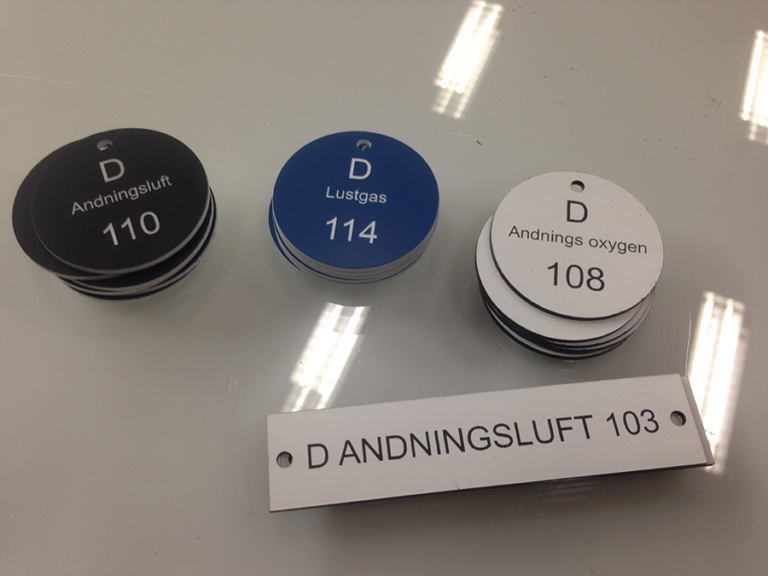 D
Andningsluft
110
D
Lustgas
114
D
Andnings oxygen
108
D ANDNINGSLUFT 103